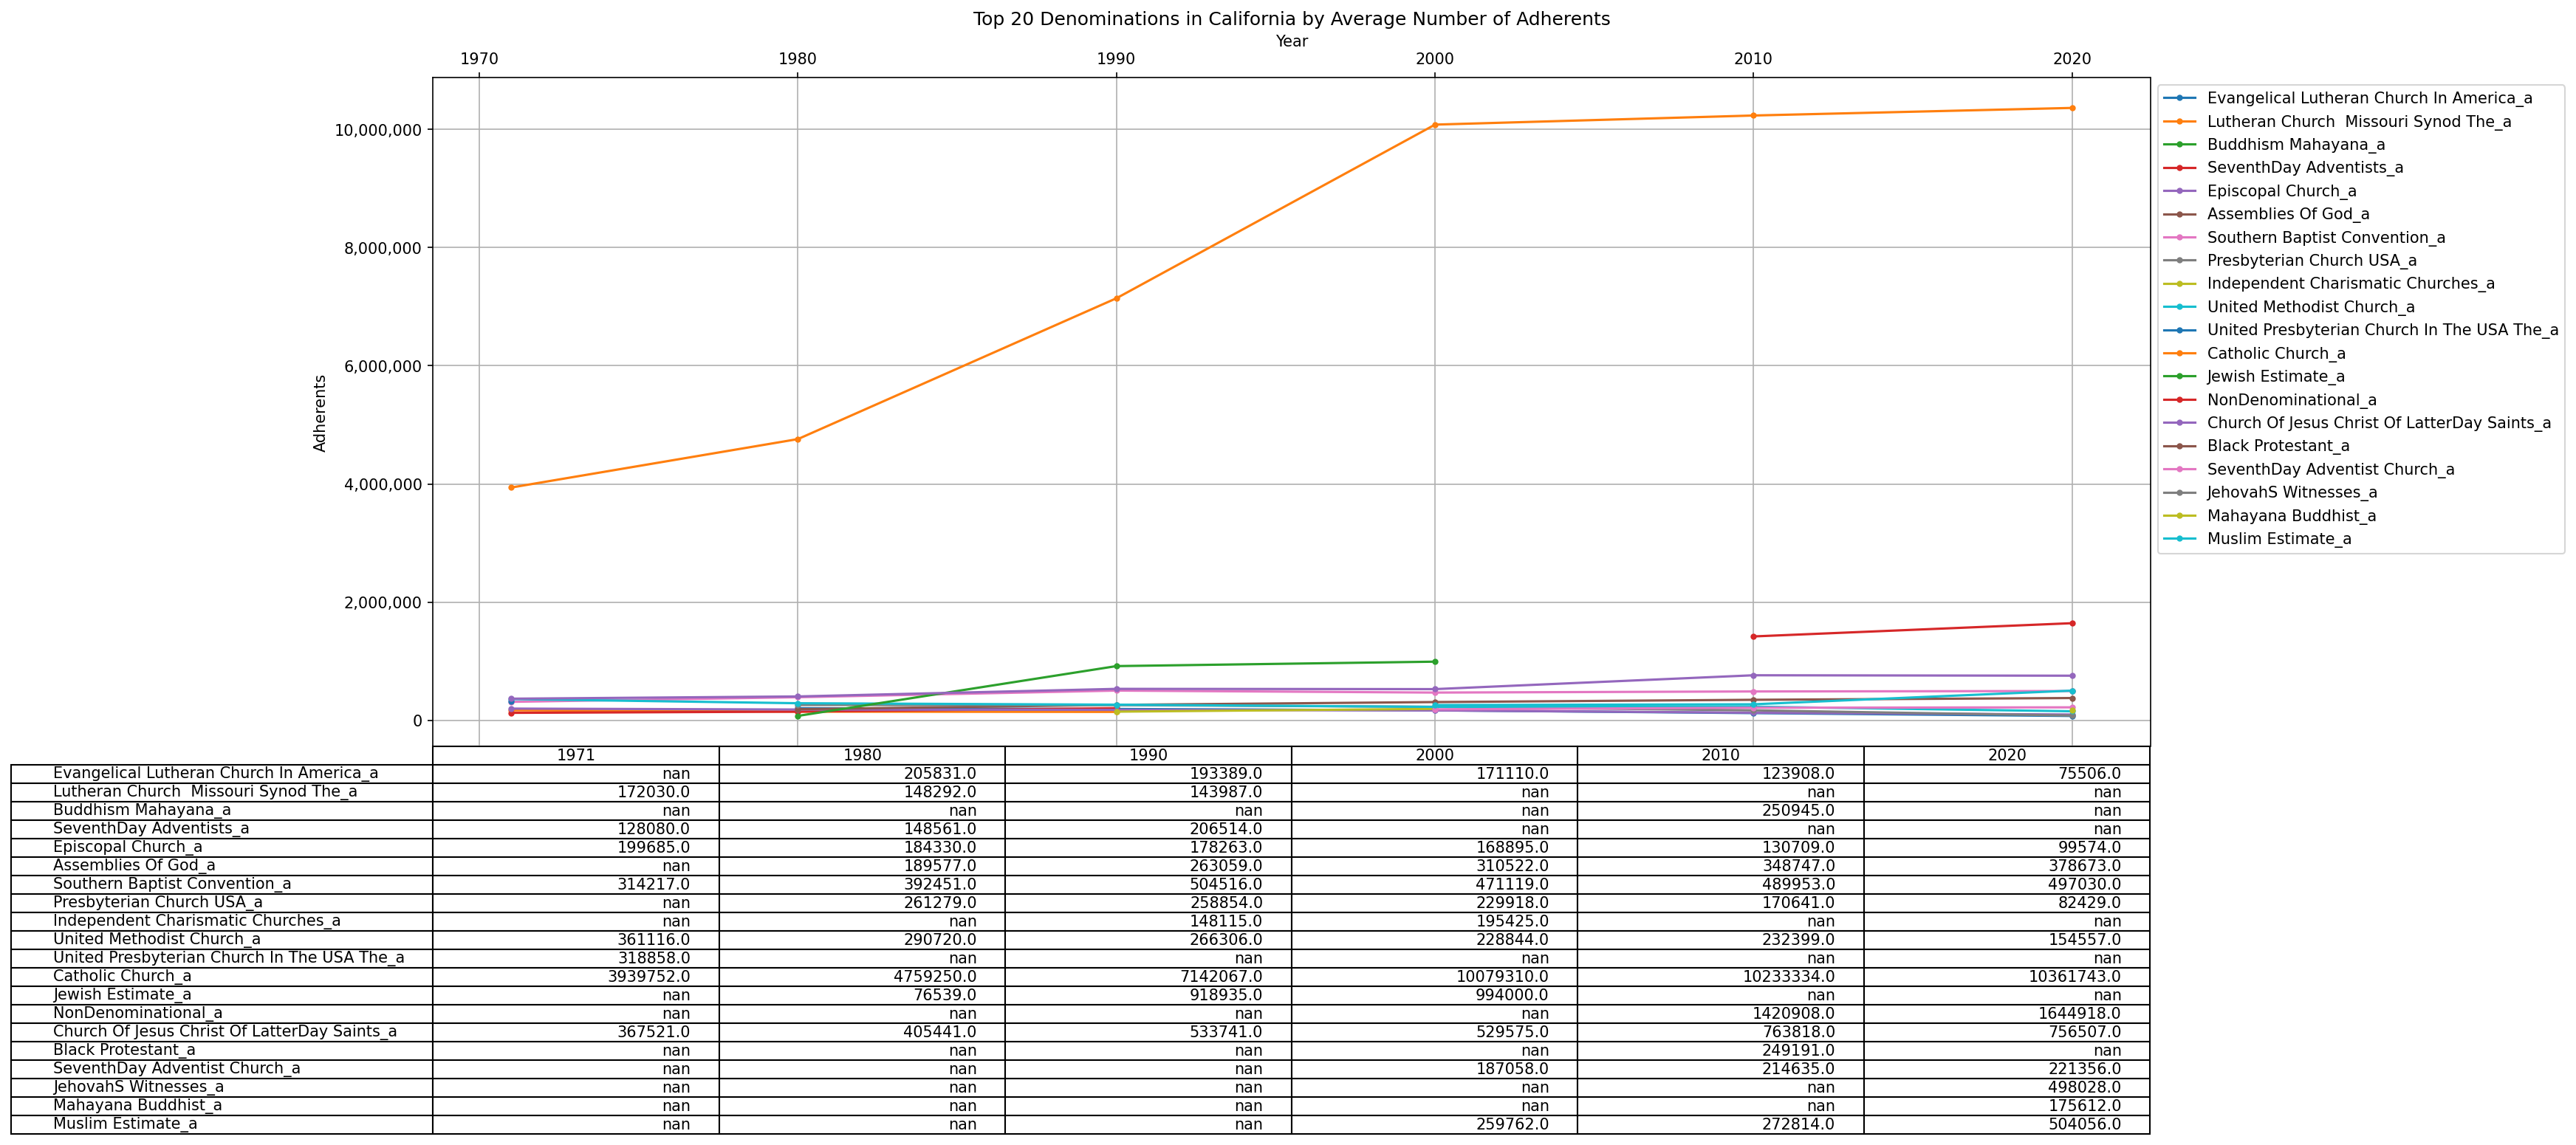 Top 20 Denominations in California by Average Number of Adherents
Year
1970 1980 1990 2000 2010 2020
10,000,000
8,000,000
6,000,000
4,000,000
2,000,000
0
Adherents
Evangelical Lutheran Church In America_a
Lutheran Church  Missouri Synod The_a
Buddhism Mahayana_a
SeventhDay Adventists_a
Episcopal Church_a
Assemblies Of God_a
Southern Baptist Convention_a
Presbyterian Church USA_a
Independent Charismatic Churches_a
United Methodist Church_a
United Presbyterian Church In The USA The_a
Catholic Church_a
Jewish Estimate_a
NonDenominational_a
Church Of Jesus Christ Of LatterDay Saints_a
Black Protestant_a
SeventhDay Adventist Church_a
JehovahS Witnesses_a
Mahayana Buddhist_a
Muslim Estimate_a
1971 1980 1990 2000 2010 2020
Evangelical Lutheran Church In America_a nan 205831.0 193389.0 171110.0 123908.0 75506.0
Lutheran Church  Missouri Synod The_a 172030.0 148292.0 143987.0 nan nan nan
Buddhism Mahayana_a nan nan nan nan 250945.0 nan
SeventhDay Adventists_a 128080.0 148561.0 206514.0 nan nan nan
Episcopal Church_a 199685.0 184330.0 178263.0 168895.0 130709.0 99574.0
Assemblies Of God_a nan 189577.0 263059.0 310522.0 348747.0 378673.0
Southern Baptist Convention_a 314217.0 392451.0 504516.0 471119.0 489953.0 497030.0
Presbyterian Church USA_a nan 261279.0 258854.0 229918.0 170641.0 82429.0
Independent Charismatic Churches_a nan nan 148115.0 195425.0 nan nan
United Methodist Church_a 361116.0 290720.0 266306.0 228844.0 232399.0 154557.0
United Presbyterian Church In The USA The_a 318858.0 nan nan nan nan nan
Catholic Church_a 3939752.0 4759250.0 7142067.0 10079310.0 10233334.0 10361743.0
Jewish Estimate_a nan 76539.0 918935.0 994000.0 nan nan
NonDenominational_a nan nan nan nan 1420908.0 1644918.0
Church Of Jesus Christ Of LatterDay Saints_a 367521.0 405441.0 533741.0 529575.0 763818.0 756507.0
Black Protestant_a nan nan nan nan 249191.0 nan
SeventhDay Adventist Church_a nan nan nan 187058.0 214635.0 221356.0
JehovahS Witnesses_a nan nan nan nan nan 498028.0
Mahayana Buddhist_a nan nan nan nan nan 175612.0
Muslim Estimate_a nan nan nan 259762.0 272814.0 504056.0